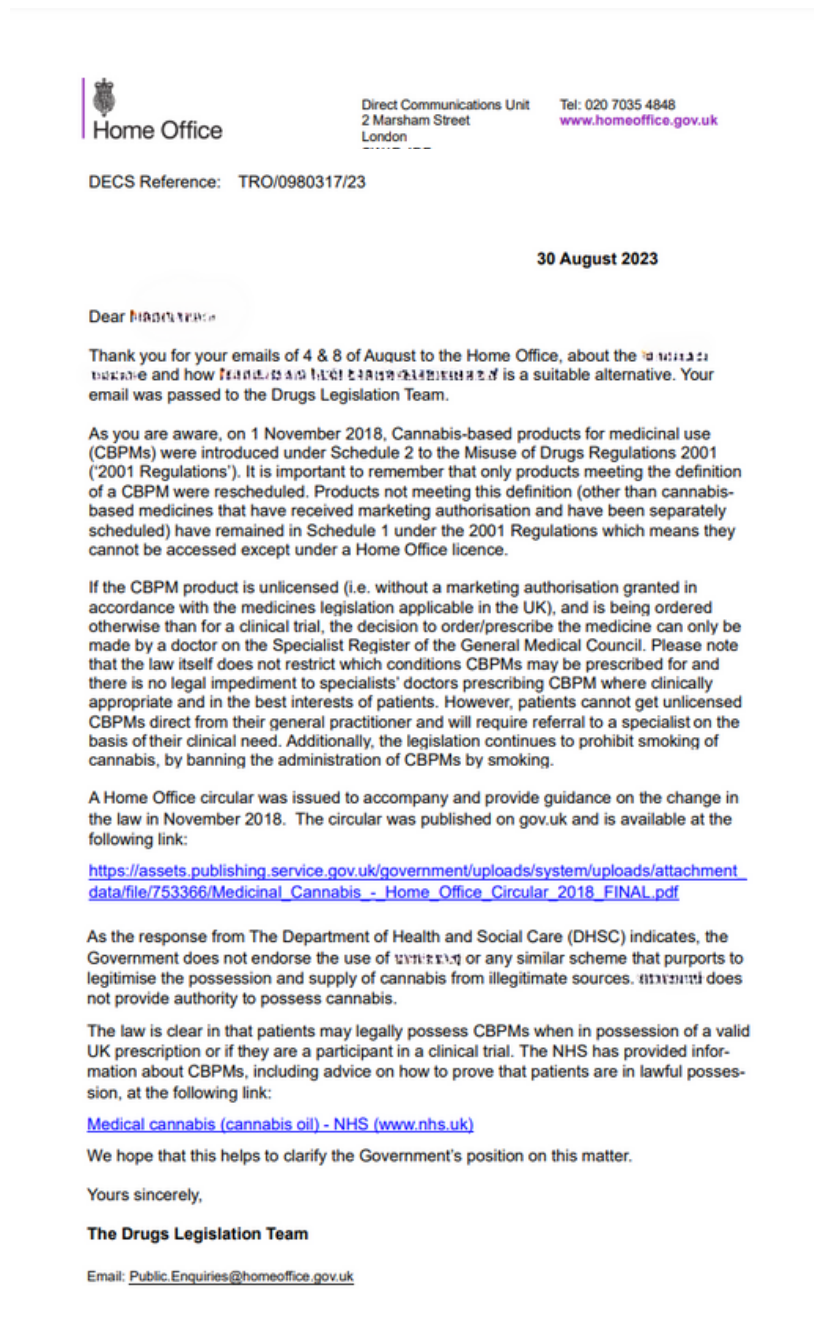 Home Office
Direct Communications Unit
2 Marsham Street
London
Tel: 020 7035 4848
www.homeoffice.gov.uk
DECS Reference: TRO/0980317/23
30 August 2023
Dear
Thank you for your emails of 4 & 8 of August to the Home Office, about the
and how is a suitable alternative. Your
email was passed to the Drugs Legislation Team.
As you are aware, on 1 November 2018, Cannabis-based products for medicinal use
(CBPMs) were introduced under Schedule 2 to the Misuse of Drugs Regulations 2001
('2001 Regulations'). It is important to remember that only products meeting the definition
of a CBPM were rescheduled. Products not meeting this definition (other than cannabis-
based medicines that have received marketing authorisation and have been separately
scheduled) have remained in Schedule 1 under the 2001 Regulations which means they
cannot be accessed except under a Home Office licence.
If the CBPM product is unlicensed (i.e. without a marketing authorisation granted in
accordance with the medicines legislation applicable in the UK), and is being ordered
otherwise than for a clinical trial, the decision to order/prescribe the medicine can only be
made by a doctor on the Specialist Register of the General Medical Council. Please note
that the law itself does not restrict which conditions CBPMs may be prescribed for and
there is no legal impediment to specialists' doctors prescribing CBPM where clinically
appropriate and in the best interests of patients. However, patients cannot get unlicensed
CBPMs direct from their general practitioner and will require referral to a specialist on the
basis of their clinical need. Additionally, the legislation continues to prohibit smoking of
cannabis, by banning the administration of CBPMs by smoking.
A Home Office circular was issued to accompany and provide guidance on the change in
the law in November 2018. The circular was published on gov.uk and is available at the
following link:
https://assets.publishing.service.gov.uk/government/uploads/system/uploads/attachment_
data/file/753366/Medicinal_Cannabis_-_Home_Office_Circular_2018_FINAL.pdf
As the response from The Department of Health and Social Care (DHSC) indicates, the
Government does not endorse the use of or any similar scheme that purports to
legitimise the possession and supply of cannabis from illegitimate sources. does
not provide authority to possess cannabis.
The law is clear in that patients may legally possess CBPMs when in possession of a valid
UK prescription or if they are a participant in a clinical trial. The NHS has provided infor-
mation about CBPMs, including advice on how to prove that patients are in lawful posses-
sion, at the following link:
Medical cannabis (cannabis oil) - NHS (www.nhs.uk)
We hope that this helps to clarify the Government's position on this matter.
Yours sincerely,
The Drugs Legislation Team
Email: Public.Enquiries@homeoffice.gov.uk